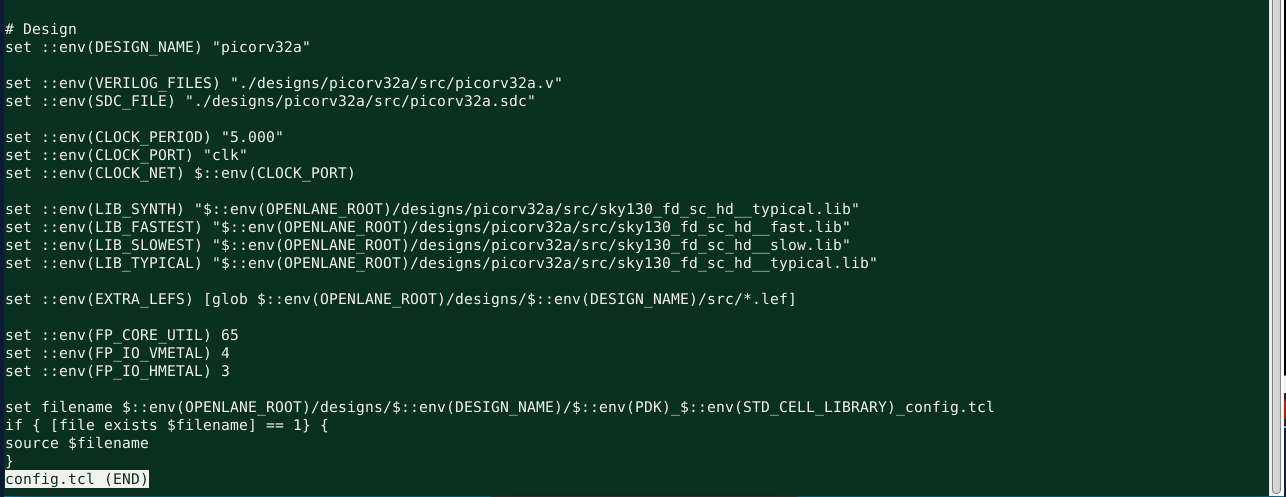 # Design
set ::env(DESIGN_NAME) "picorv32a"
set ::env(VERILOG_FILES) "./designs/picorv32a/src/picorv32a.v"
set ::env(SDC_FILE) "./designs/picorv32a/src/picorv32a.sdc"
set ::env(CLOCK_PERIOD) "5.000"
set ::env(CLOCK_PORT) "clk"
set ::env(CLOCK_NET) $::env(CLOCK_PORT)
set ::env(LIB_SYNTH) "$::env(OPENLANE_ROOT)/designs/picorv32a/src/sky130_fd_sc_hd__typical.lib"
set ::env(LIB_FASTEST) "$::env(OPENLANE_ROOT)/designs/picorv32a/src/sky130_fd_sc_hd__fast.lib"
set ::env(LIB_SLOWEST) "$::env(OPENLANE_ROOT)/designs/picorv32a/src/sky130_fd_sc_hd__slow.lib"
set ::env(LIB_TYPICAL) "$::env(OPENLANE_ROOT)/designs/picorv32a/src/sky130_fd_sc_hd__typical.lib"
set ::env(EXTRA_LEFS) [glob $::env(OPENLANE_ROOT)/designs/$::env(DESIGN_NAME)/src/*.lef]
set ::env(FP_CORE_UTIL) 65
set ::env(FP_IO_VMETAL) 4
set ::env(FP_IO_HMETAL) 3
set filename $::env(OPENLANE_ROOT)/designs/$::env(DESIGN_NAME)/$::env(PDK)_$::env(STD_CELL_LIBRARY)_config.tcl
if { [file exists $filename] == 1} {
source $filename
}
config.tcl (END)